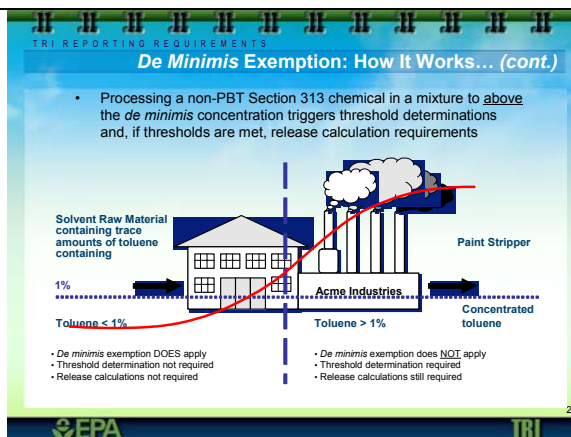 TRI REPORTING REQUIREMENTS
De Minimis Exemption: How It Works… (cont.)
• Processing a non-PBT Section 313 chemical in a mixture to above
the de minimis concentration triggers threshold determinations
and, if thresholds are met, release calculation requirements
Solvent Raw Material
containing trace
amounts of toluene
containing
Paint Stripper
1%
Acme Industries
Concentrated
toluene
Toluene < 1%
Toluene > 1%
• De minimis exemption DOES apply
• Threshold determination not required
• Release calculations not required
• De minimis exemption does NOT apply
• Threshold determination required
• Release calculations still required
2
EPA
TRI